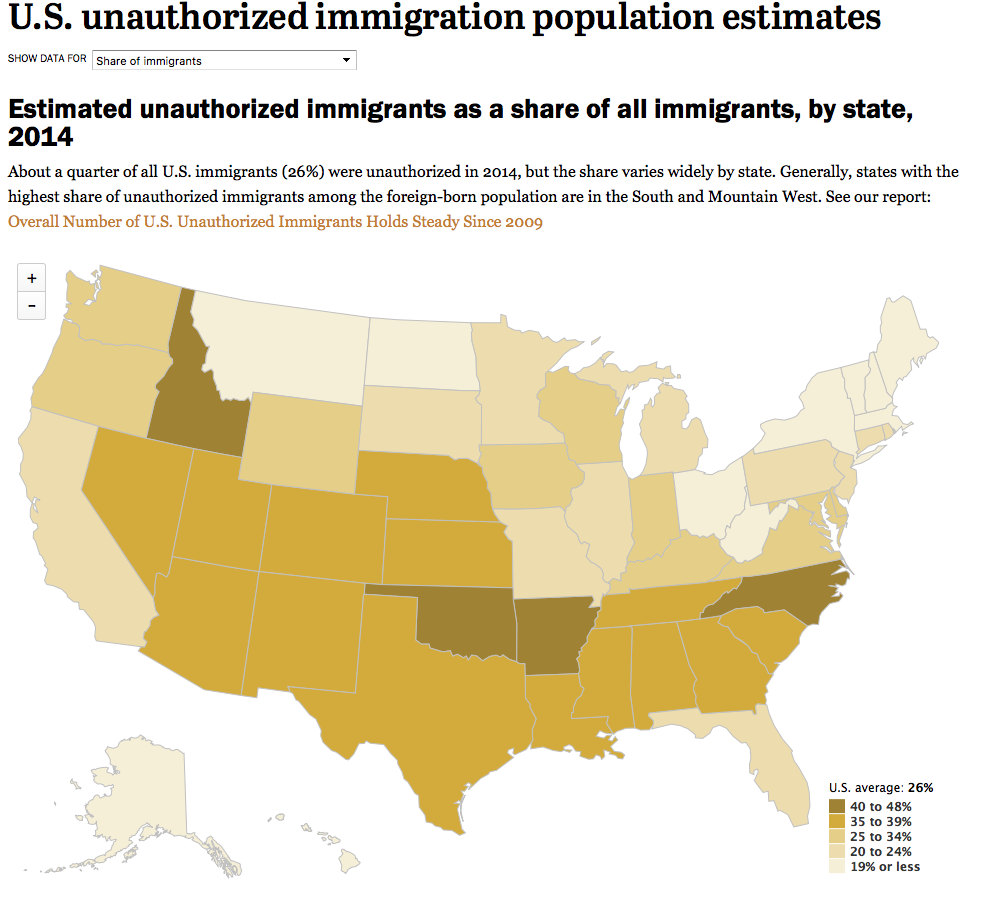 U.S. unauthorized immigration population estimates
SHOW DATA FOR Share of immigrants
Estimated unauthorized immigrants as a share of all immigrants, by state,
2014
About a quarter of all U.S. immigrants (26%) were unauthorized in 2014, but the share varies widely by state. Generally, states with the
highest share of unauthorized immigrants among the foreign-born population are in the South and Mountain West. See our report:
Overall Number of U.S. Unauthorized Immigrants Holds Steady Since 2009
+
-
U.S. average: 26%
40 to 48%
35 to 39%
25 to 34%
20 to 24%
19% or less